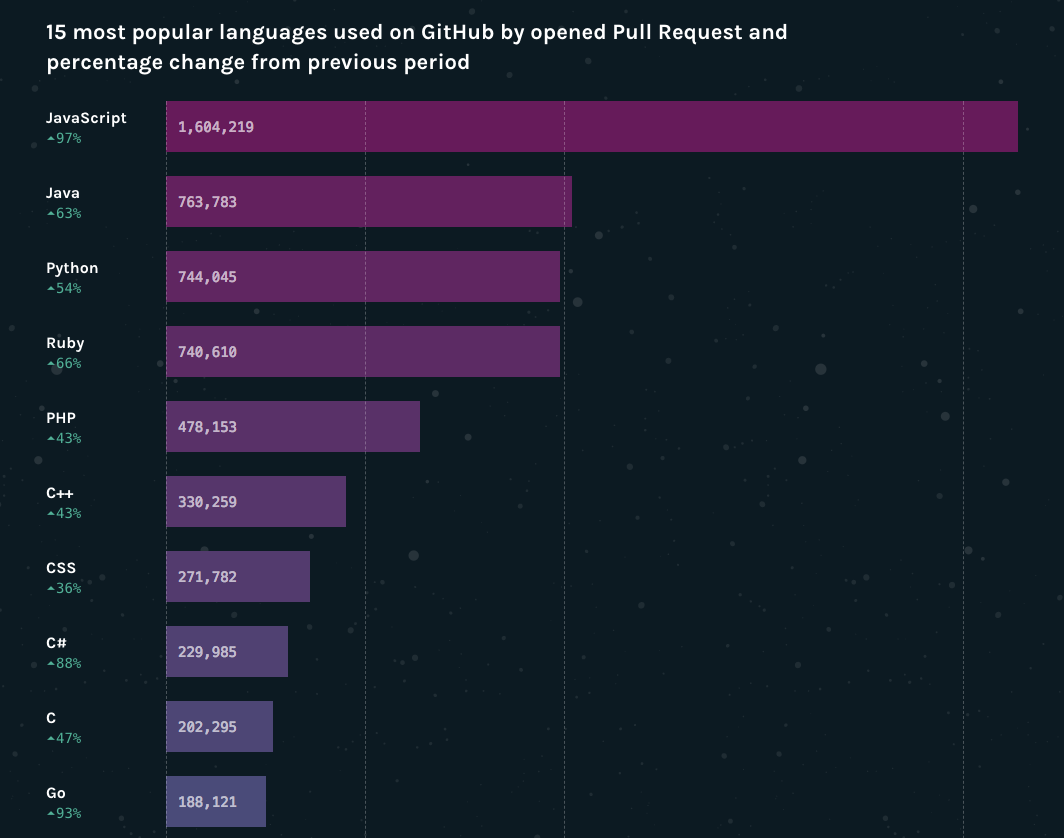 15 most popular languages used on GitHub by opened Pull Request and
percentage change from previous period
JavaScript
▲97%
1,604,219
Java
▲63%
763,783
Python
▲54%
744,045
Ruby
▲66%
740,610
PHP
▲43%
478,153
C++
▲43%
330,259
CSS
▲36%
271,782
C#
▲88%
229,985
C
▲47%
202,295
Go
▲93%
188,121